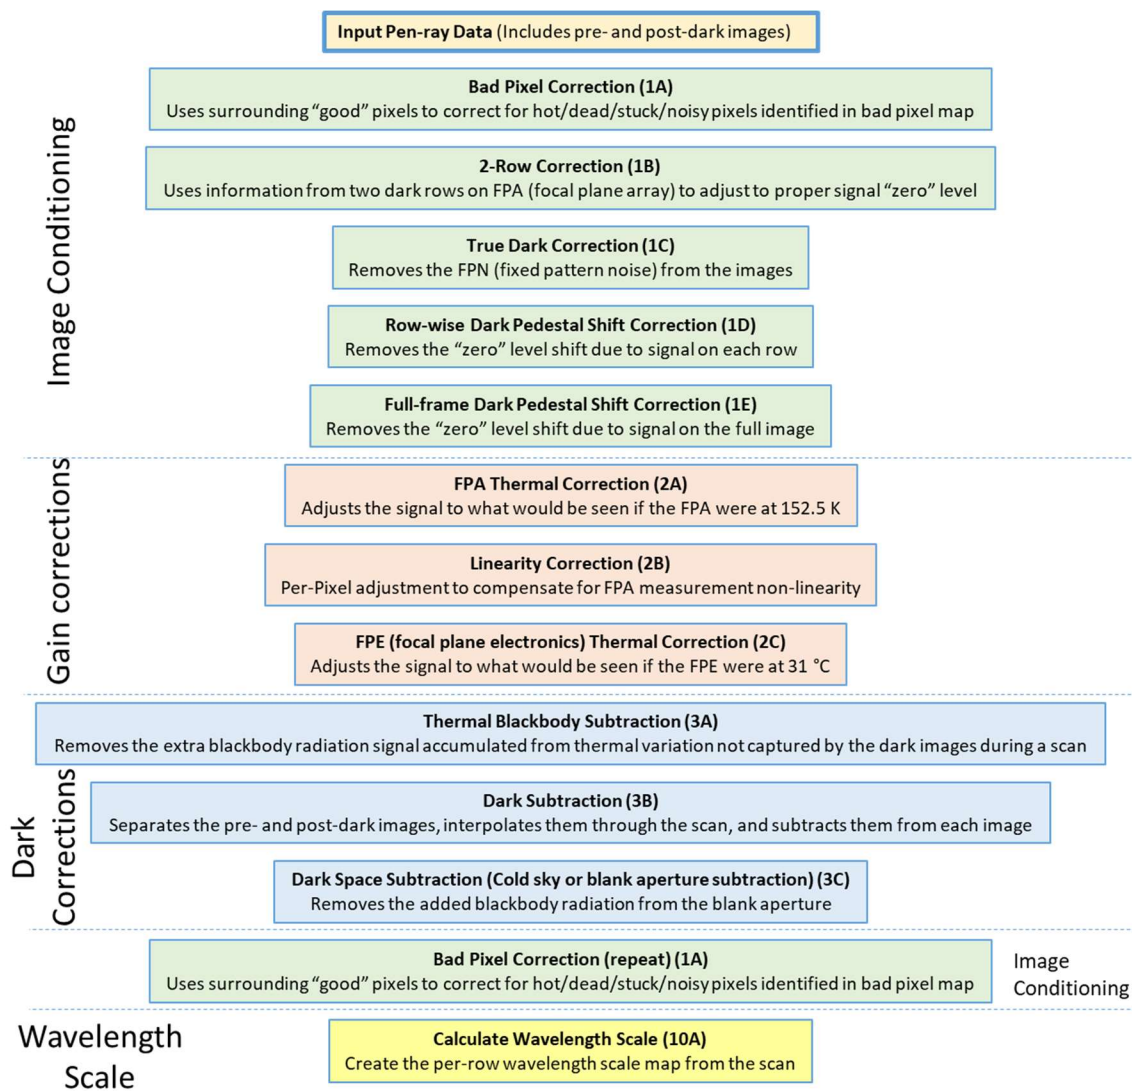 Input Pen-ray Data (Includes pre- and post-dark images)
Image Conditioning
Bad Pixel Correction (1A)
Uses surrounding “good” pixels to correct for hot/dead/stuck/noisy pixels identified in bad pixel map
2-Row Correction (1B)
Uses information from two dark rows on FPA (focal plane array) to adjust to proper signal “zero” level
True Dark Correction (1C)
Removes the FPN (fixed pattern noise) from the images
Row-wise Dark Pedestal Shift Correction (1D)
Removes the “zero” level shift due to signal on each row
Full-frame Dark Pedestal Shift Correction (1E)
Removes the “zero” level shift due to signal on the full image
Gain corrections
FPA Thermal Correction (2A)
Adjusts the signal to what would be seen if the FPA were at 152.5 K
Linearity Correction (2B)
Per-Pixel adjustment to compensate for FPA measurement non-linearity
FPE (focal plane electronics) Thermal Correction (2C)
Adjusts the signal to what would be seen if the FPE were at 31 °C
Dark
Corrections
Thermal Blackbody Subtraction (3A)
Removes the extra blackbody radiation signal accumulated from thermal variation not captured by the dark images during a scan
Dark Subtraction (3B)
Separates the pre- and post-dark images, interpolates them through the scan, and subtracts them from each image
Dark Space Subtraction (Cold sky or blank aperture subtraction) (3C)
Removes the added blackbody radiation from the blank aperture
Bad Pixel Correction (repeat) (1A)
Uses surrounding “good” pixels to correct for hot/dead/stuck/noisy pixels identified in bad pixel map
Image
Conditioning
Wavelength
Scale
Calculate Wavelength Scale (10A)
Create the per-row wavelength scale map from the scan